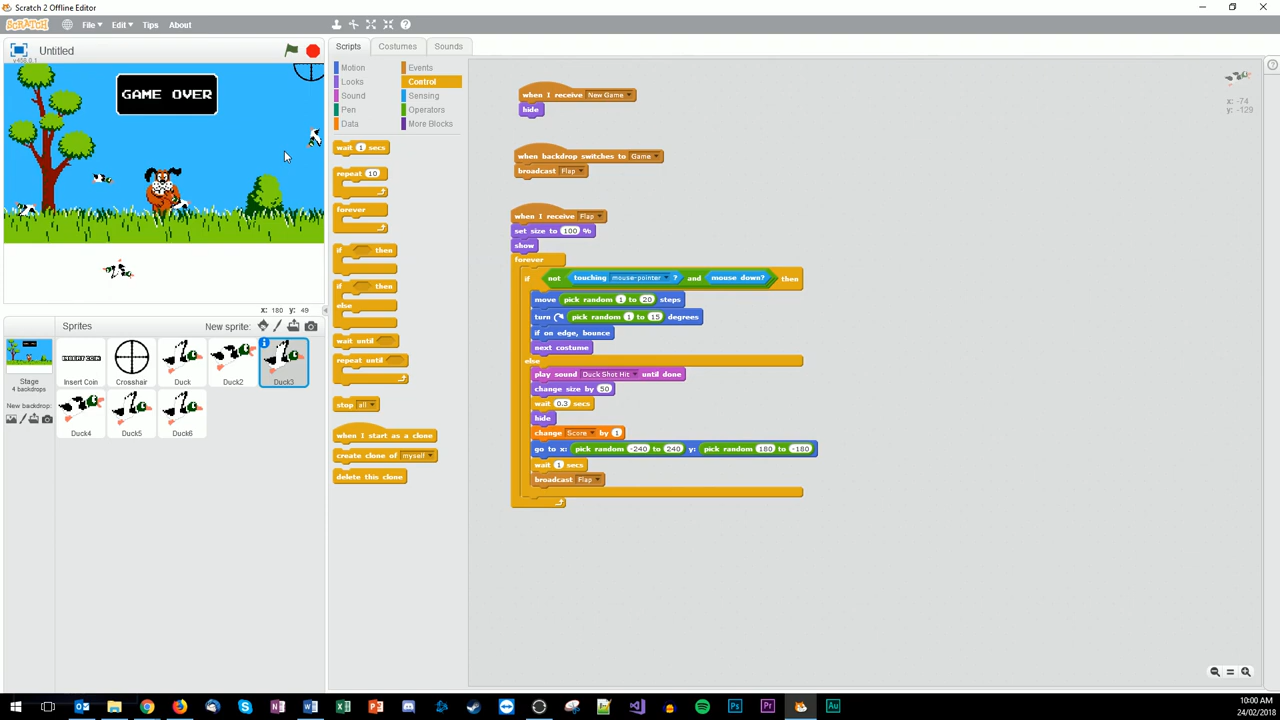 Scratch 2 Offline Editor
SCRATCH File Edit Tips About
Untitled
v458.0.1
Scripts Costumes Sounds
GAME OVER
Motion Events
Looks Control
Sound Sensing
Pen Operators
Data More Blocks
wait 1 secs
repeat 10
forever
if then
if then
else
wait until
repeat until
stop all
when I start as a clone
create clone of myself
delete this clone
when I receive New Game
hide
when backdrop switches to Game
broadcast Flap
when I receive Flap
set size to 100 %
show
forever
if not touching mouse-pointer ? and mouse down? then
move pick random 1 to 20 steps
turn pick random 1 to 15 degrees
if on edge, bounce
next costume
else
play sound Duck Shot Hit until done
change size by 50
wait 0.3 secs
hide
change Score by 1
go to x: pick random -240 to 240 y: pick random 180 to -180
wait 1 secs
broadcast Flap
x: -74
y: -129
x: 180 y: 49
Sprites New sprite:
Stage
4 backdrops
New backdrop:
Insert Coin Crosshair Duck Duck2 Duck3
Duck4 Duck5 Duck6
10:00 AM
24/02/2018